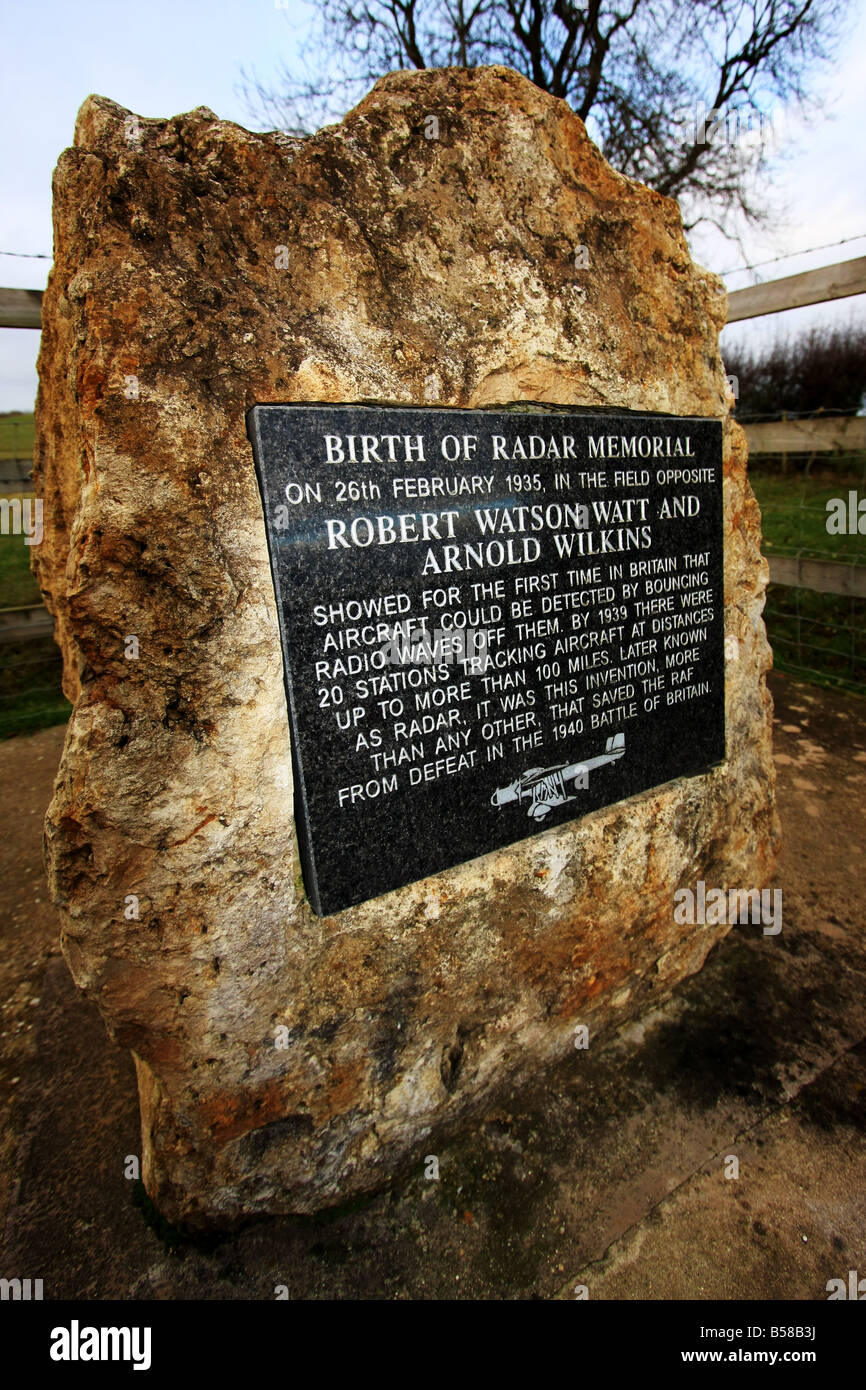 BIRTH OF RADAR MEMORIAL
ON 26th FEBRUARY 1935, IN THE FIELD OPPOSITE
ROBERT WATSON WATT AND
ARNOLD WILKINS
SHOWED FOR THE FIRST TIME IN BRITAIN THAT
AIRCRAFT COULD BE DETECTED BY BOUNCING
RADIO WAVES OFF THEM. BY 1939 THERE WERE
20 STATIONS TRACKING AIRCRAFT AT DISTANCES
UP TO MORE THAN 100 MILES. LATER KNOWN
AS RADAR, IT WAS THIS INVENTION, MORE
THAN ANY OTHER, THAT SAVED THE RAF
FROM DEFEAT IN THE 1940 BATTLE OF BRITAIN.
alamy
Image ID: B58B3J
www.alamy.com